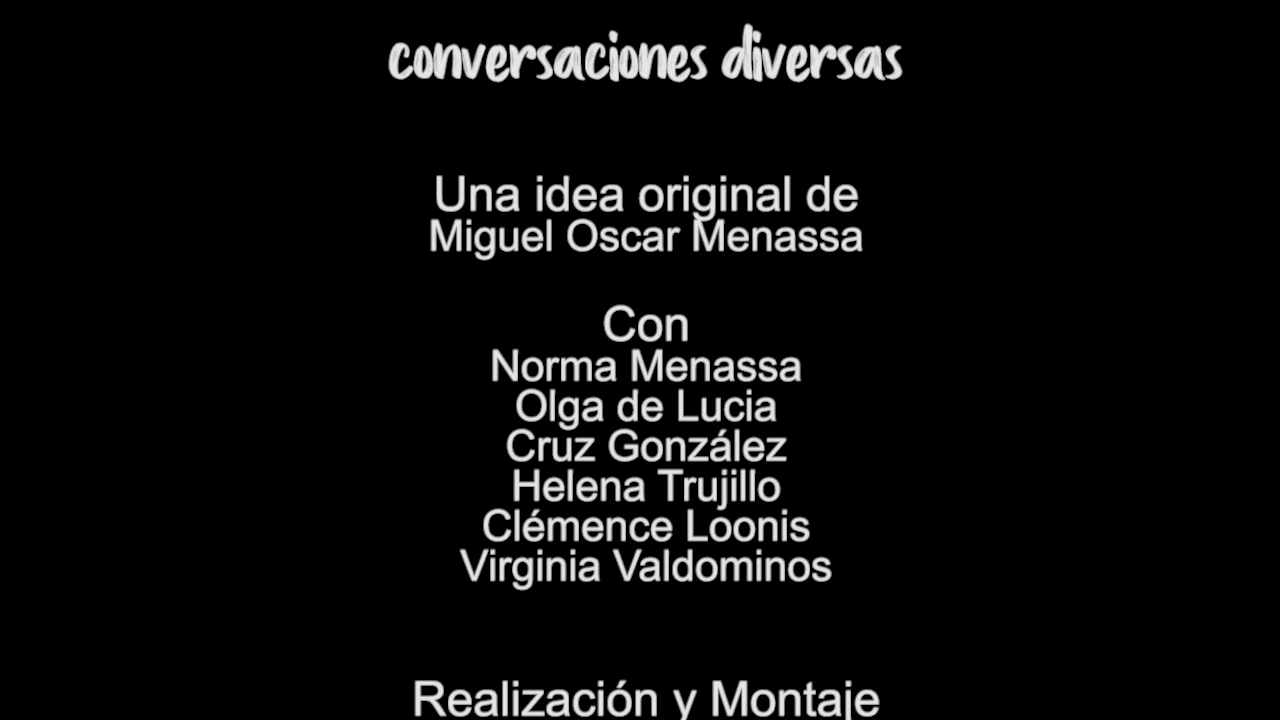 conversaciones diversas
Una idea original de
Miguel Oscar Menassa
Con
Norma Menassa
Olga de Lucia
Cruz González
Helena Trujillo
Clémence Loonis
Virginia Valdominos
Realización y Montaje